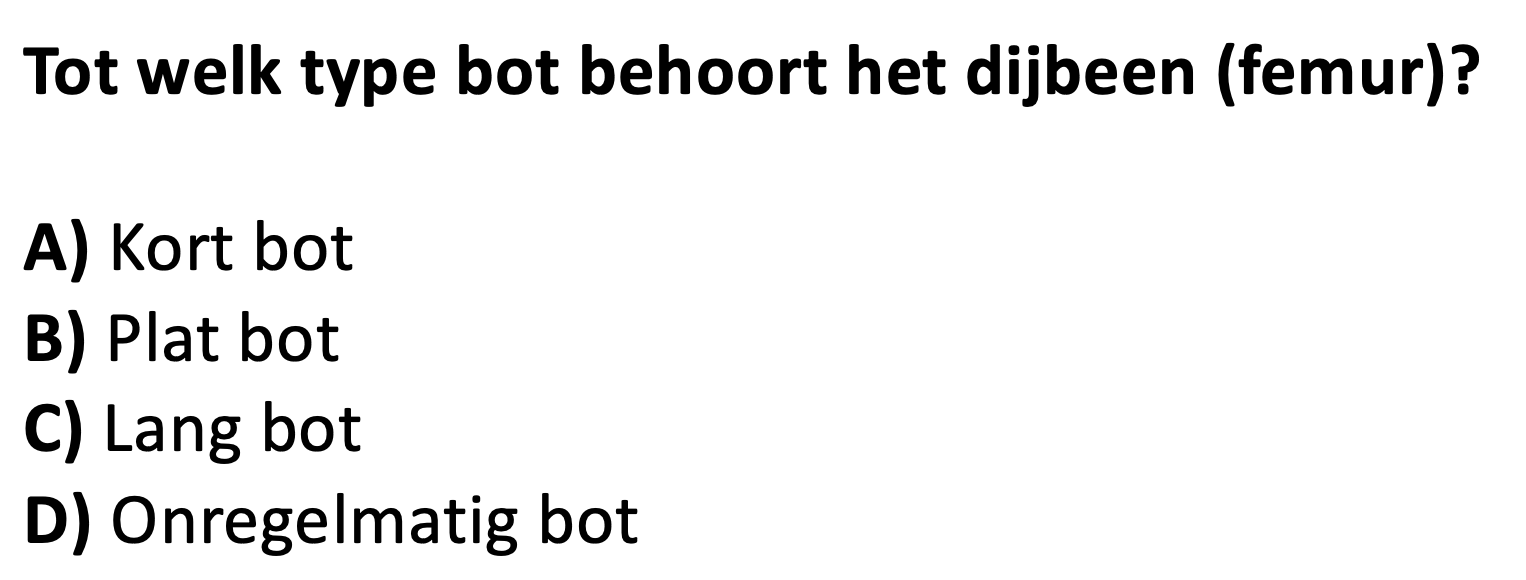 Tot welk type bot behoort het dijbeen (femur)?
A) Kort bot
B) Plat bot
C) Lang bot
D) Onregelmatig bot